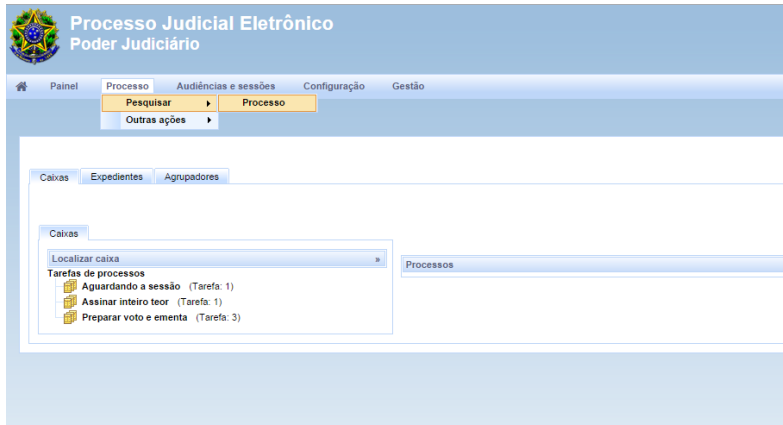 Processo Judicial Eletrônico
Poder Judiciário
Painel Processo Audiências e sessões Configuração Gestão
Pesquisar Processo
Outras ações
Caixas Expedientes Agrupadores
Caixas
Localizar caixa »
Processos
Tarefas de processos
Aguardando a sessão (Tarefa: 1)
Assinar inteiro teor (Tarefa: 1)
Preparar voto e ementa (Tarefa: 3)